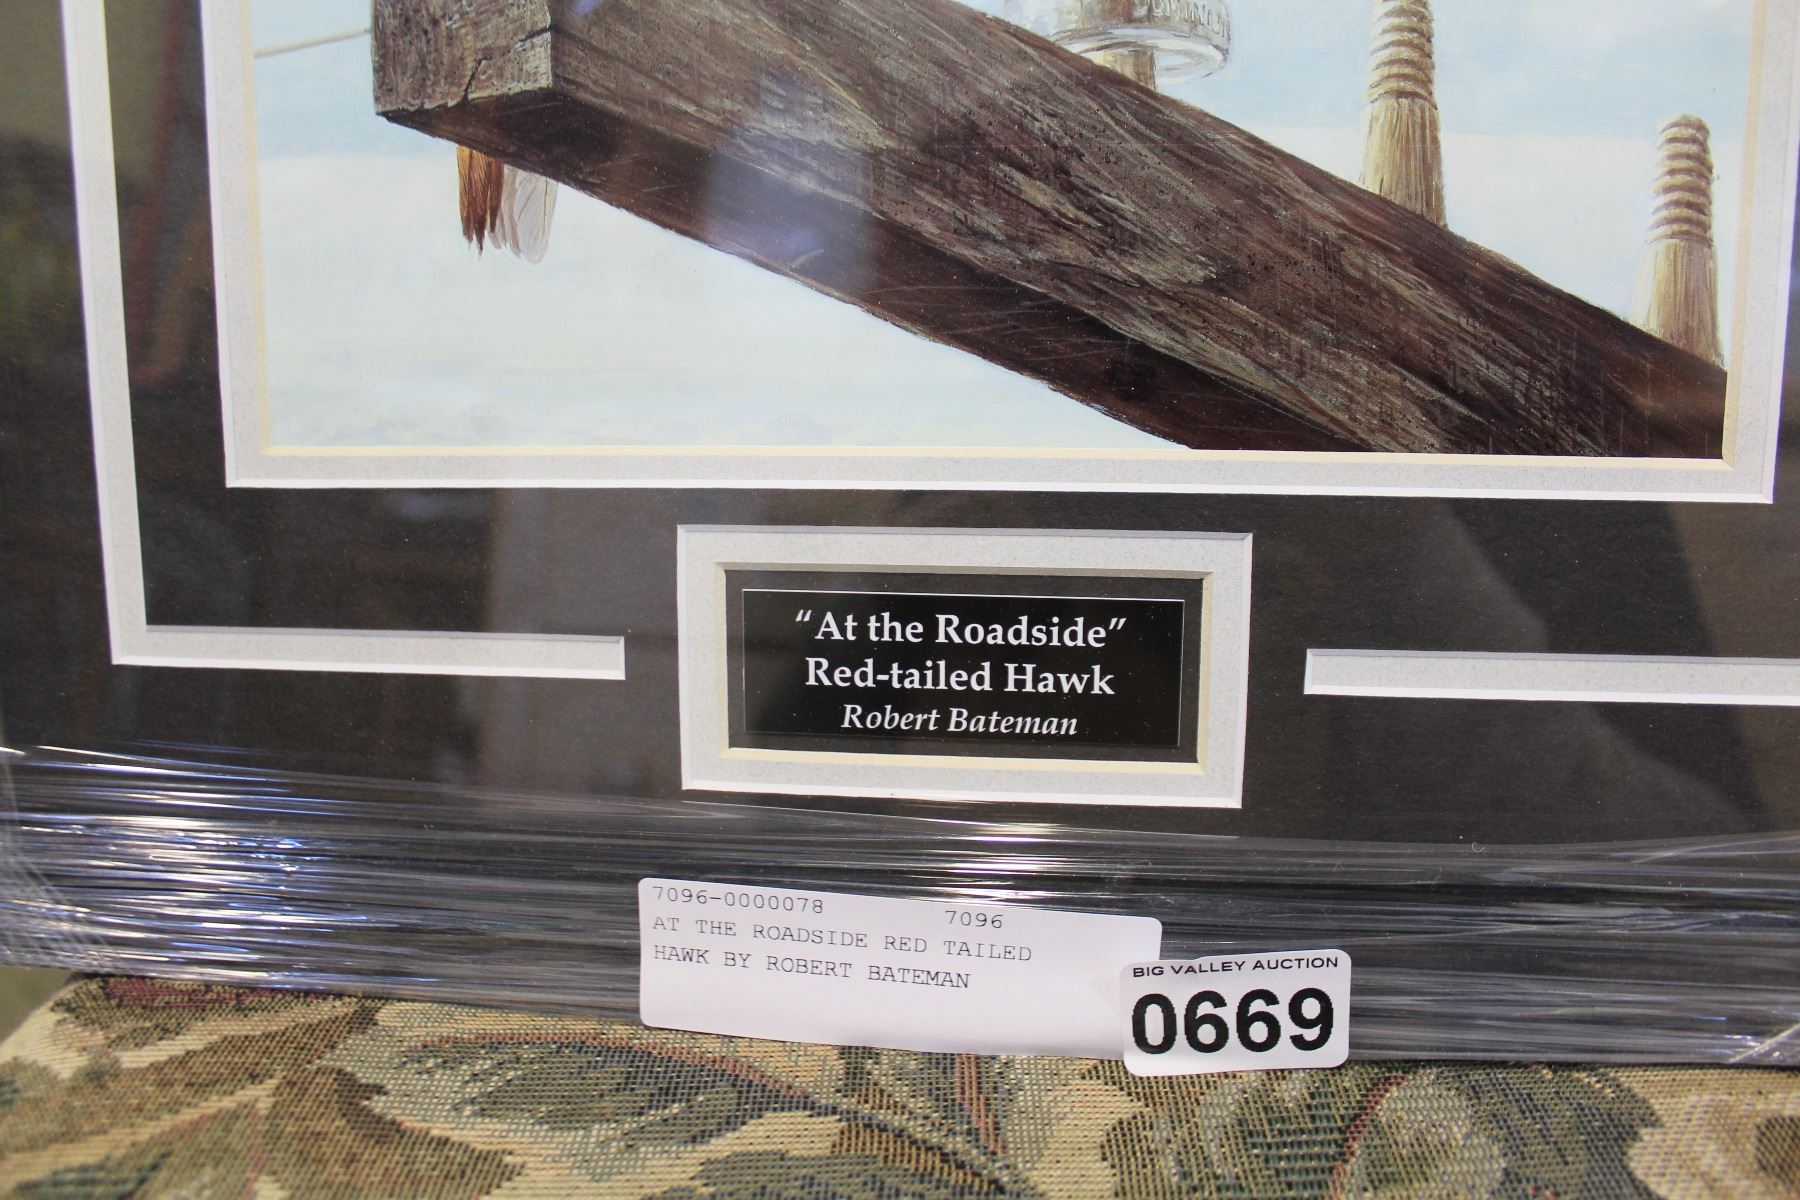 “At the Roadside”
Red-tailed Hawk
Robert Bateman
7096-0000078 7096
AT THE ROADSIDE RED TAILED
HAWK BY ROBERT BATEMAN
BIG VALLEY AUCTION
0669